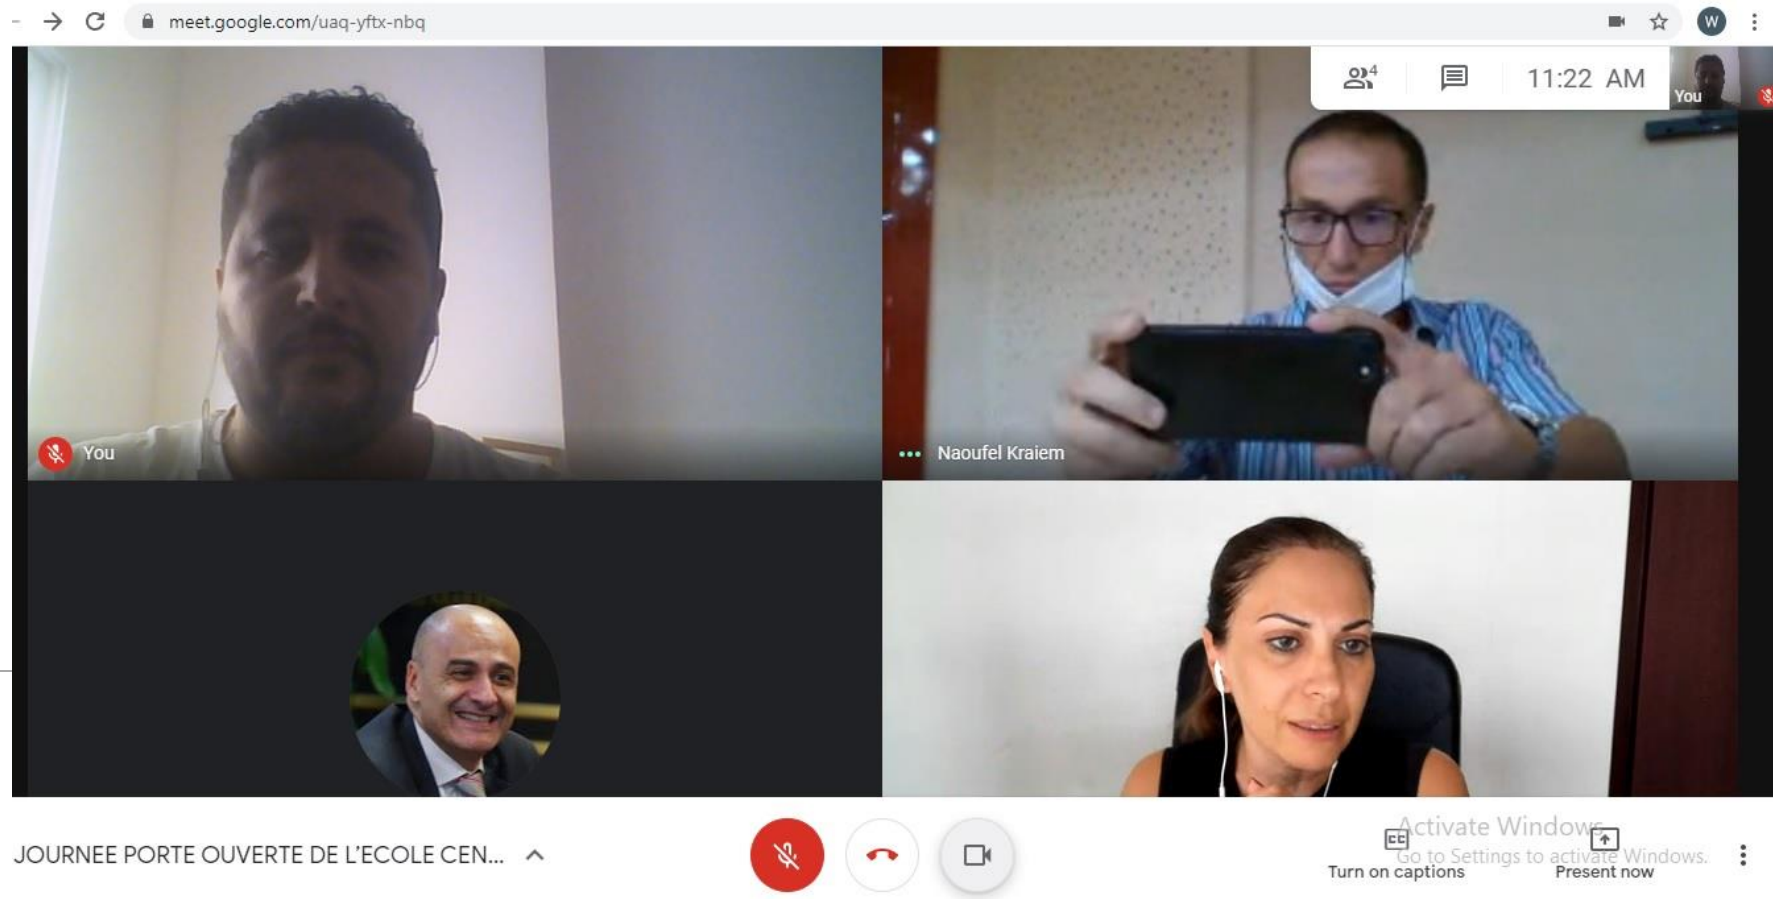 meet.google.com/uaq-yftx-nbq
W
4
11:22 AM
You
You
Naoufel Kraiem
JOURNEE PORTE OUVERTE DE L'ECOLE CEN...
CC
Turn on captions
Present now
Activate Windows
Go to Settings to activate Windows.